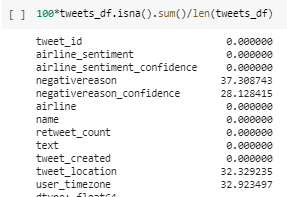 [ ] 100*tweets_df.isna().sum()/len(tweets_df)
tweet_id 0.000000
airline_sentiment 0.000000
airline_sentiment_confidence 0.000000
negativereason 37.308743
negativereason_confidence 28.128415
airline 0.000000
name 0.000000
retweet_count 0.000000
text 0.000000
tweet_created 0.000000
tweet_location 32.329235
user_timezone 32.923497
dtype: float64